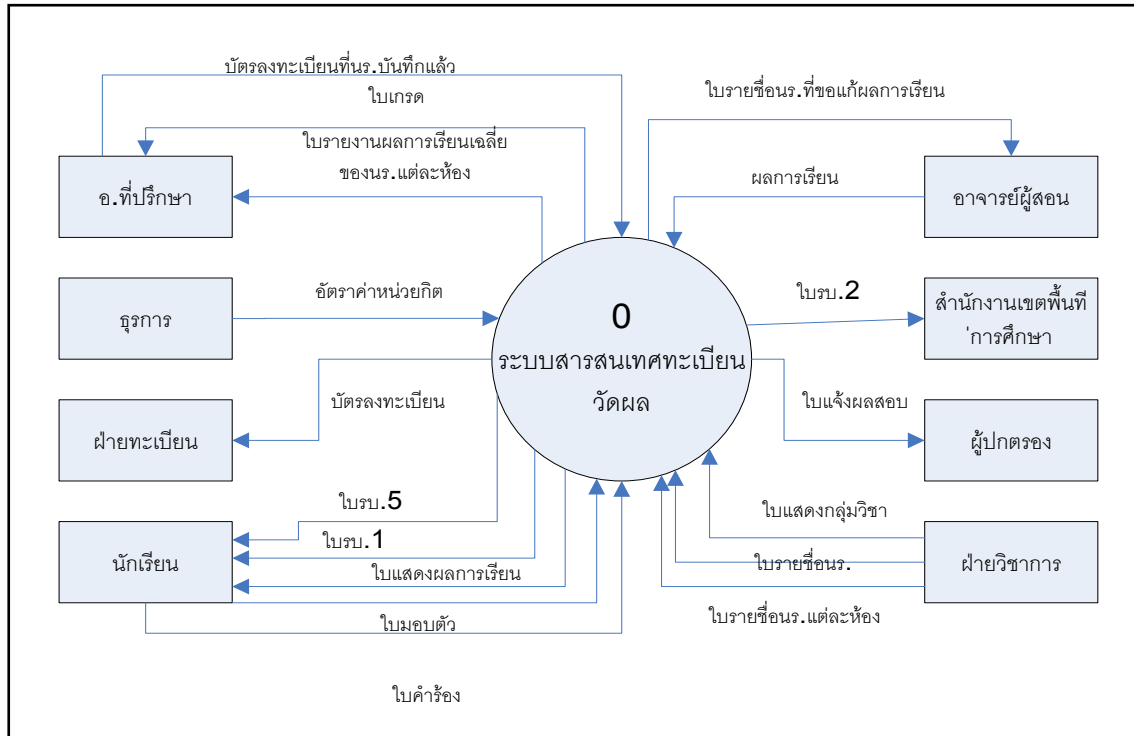 บัตรลงทะเบียนที่นร.บันทึกแล้ว
ใบเกรด
ใบรายงานผลการเรียนเฉลี่ย
ของนร.แต่ละห้อง
อ.ที่ปรึกษา
ธุรการ
อัตราค่าหน่วยกิต
ฝ่ายทะเบียน
บัตรลงทะเบียน
นักเรียน
ใบรบ.5
ใบรบ.1
ใบแสดงผลการเรียน
ใบมอบตัว
ใบคำร้อง
0
ระบบสารสนเทศทะเบียน
วัดผล
ใบรายชื่อนร.ที่ขอแก้ผลการเรียน
ผลการเรียน
อาจารย์ผู้สอน
ใบรบ.2
สำนักงานเขตพื้นที
่การศึกษา
ใบแจ้งผลสอบ
ผู้ปกตรอง
ใบแสดงกลุ่มวิชา
ใบรายชื่อนร.
ใบรายชื่อนร.แต่ละห้อง
ฝ่ายวิชาการ